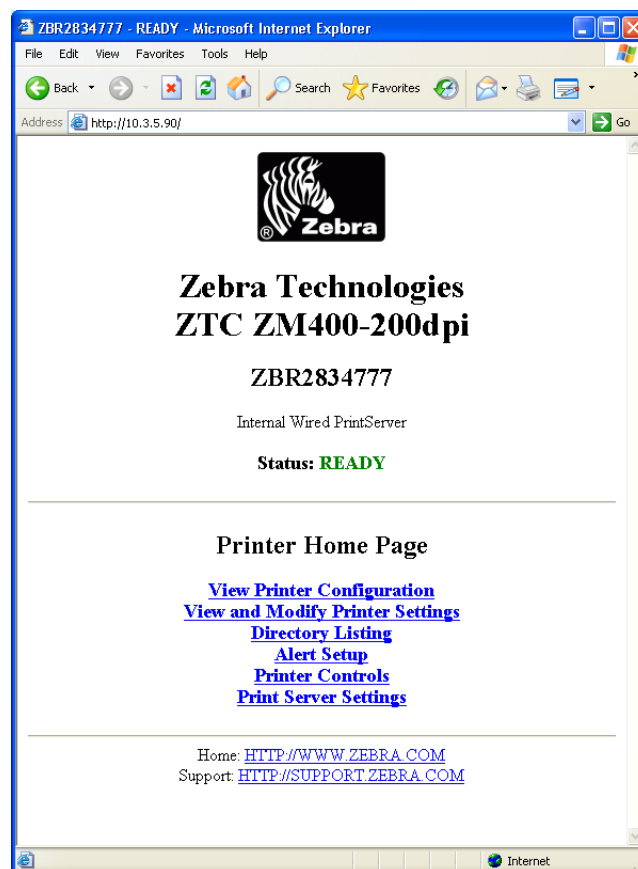 ZBR2834777 - READY - Microsoft Internet Explorer
File Edit View Favorites Tools Help
Back Search Favorites
Address http://10.3.5.90/ Go
® Zebra
Zebra Technologies
ZTC ZM400-200dpi
ZBR2834777
Internal Wired PrintServer
Status: READY
Printer Home Page
View Printer Configuration
View and Modify Printer Settings
Directory Listing
Alert Setup
Printer Controls
Print Server Settings
Home: HTTP://WWW.ZEBRA.COM
Support: HTTP://SUPPORT.ZEBRA.COM
Internet